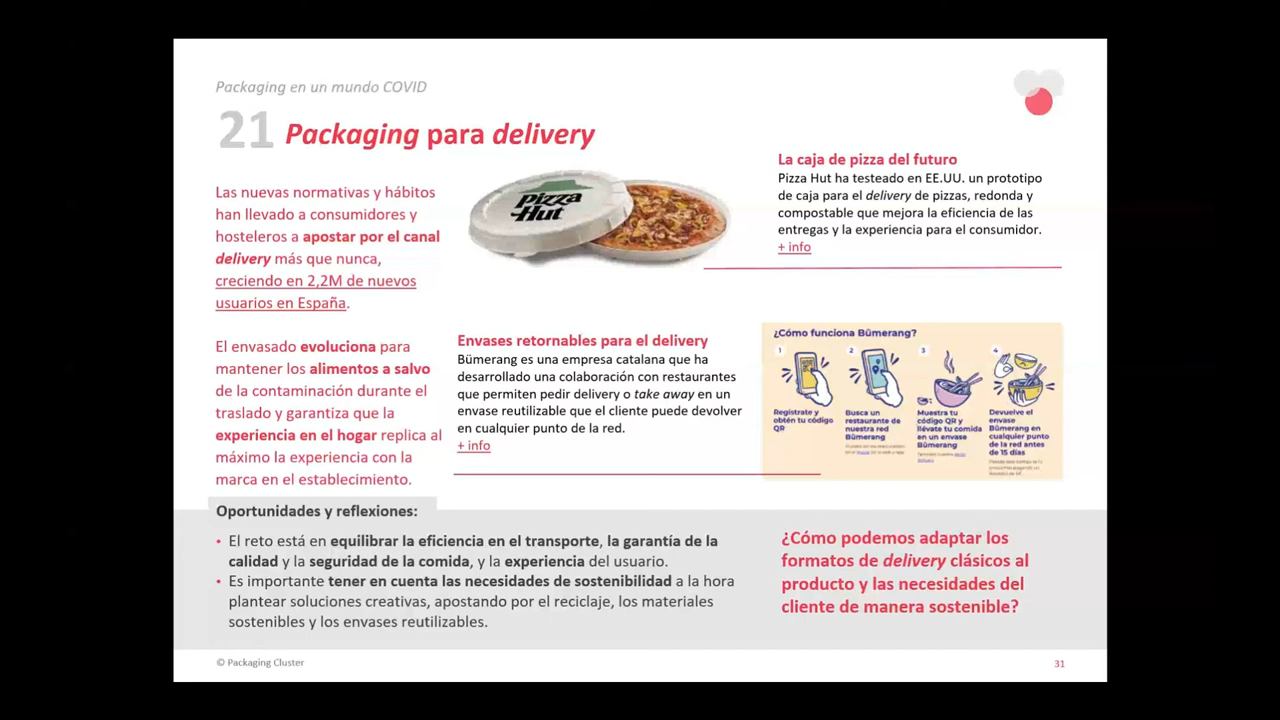 Packaging en un mundo COVID
21 Packaging para delivery
Las nuevas normativas y hábitos
han llevado a consumidores y
hosteleros a apostar por el canal
delivery más que nunca,
creciendo en 2,2M de nuevos
usuarios en España.
El envasado evoluciona para
mantener los alimentos a salvo
de la contaminación durante el
traslado y garantiza que la
experiencia en el hogar replica al
máximo la experiencia con la
marca en el establecimiento.
Pizza
Hut
La caja de pizza del futuro
Pizza Hut ha testeado en EE.UU. un prototipo
de caja para el delivery de pizzas, redonda y
compostable que mejora la eficiencia de las
entregas y la experiencia para el consumidor.
+ info
Envases retornables para el delivery
Bümerang es una empresa catalana que ha
desarrollado una colaboración con restaurantes
que permiten pedir delivery o take away en un
envase reutilizable que el cliente puede devolver
en cualquier punto de la red.
+ info
¿Cómo funciona Bümerang?
1
Regístrate y
obtén tu código
QR
2
Busca un
restaurante de
nuestra red
Bümerang
3
Muestra tu
código QR y
llévate tu comida
en un envase
Bümerang
4
Devuelve el
envase
Bümerang en
cualquier punto
de la red antes
de 15 días
Oportunidades y reflexiones:
• El reto está en equilibrar la eficiencia en el transporte, la garantía de la
calidad y la seguridad de la comida, y la experiencia del usuario.
• Es importante tener en cuenta las necesidades de sostenibilidad a la hora
plantear soluciones creativas, apostando por el reciclaje, los materiales
sostenibles y los envases reutilizables.
¿Cómo podemos adaptar los
formatos de delivery clásicos al
producto y las necesidades del
cliente de manera sostenible?
© Packaging Cluster
31